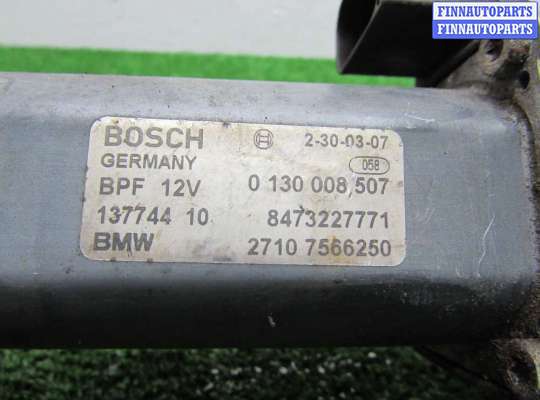 FINNAUTOPARTS
FINNAUTOPARTS
BOSCH 2-30-03-07
GERMANY 058
BPF 12V 0 130 008,507
137744 10 8473227771
BMW 2710 7566250